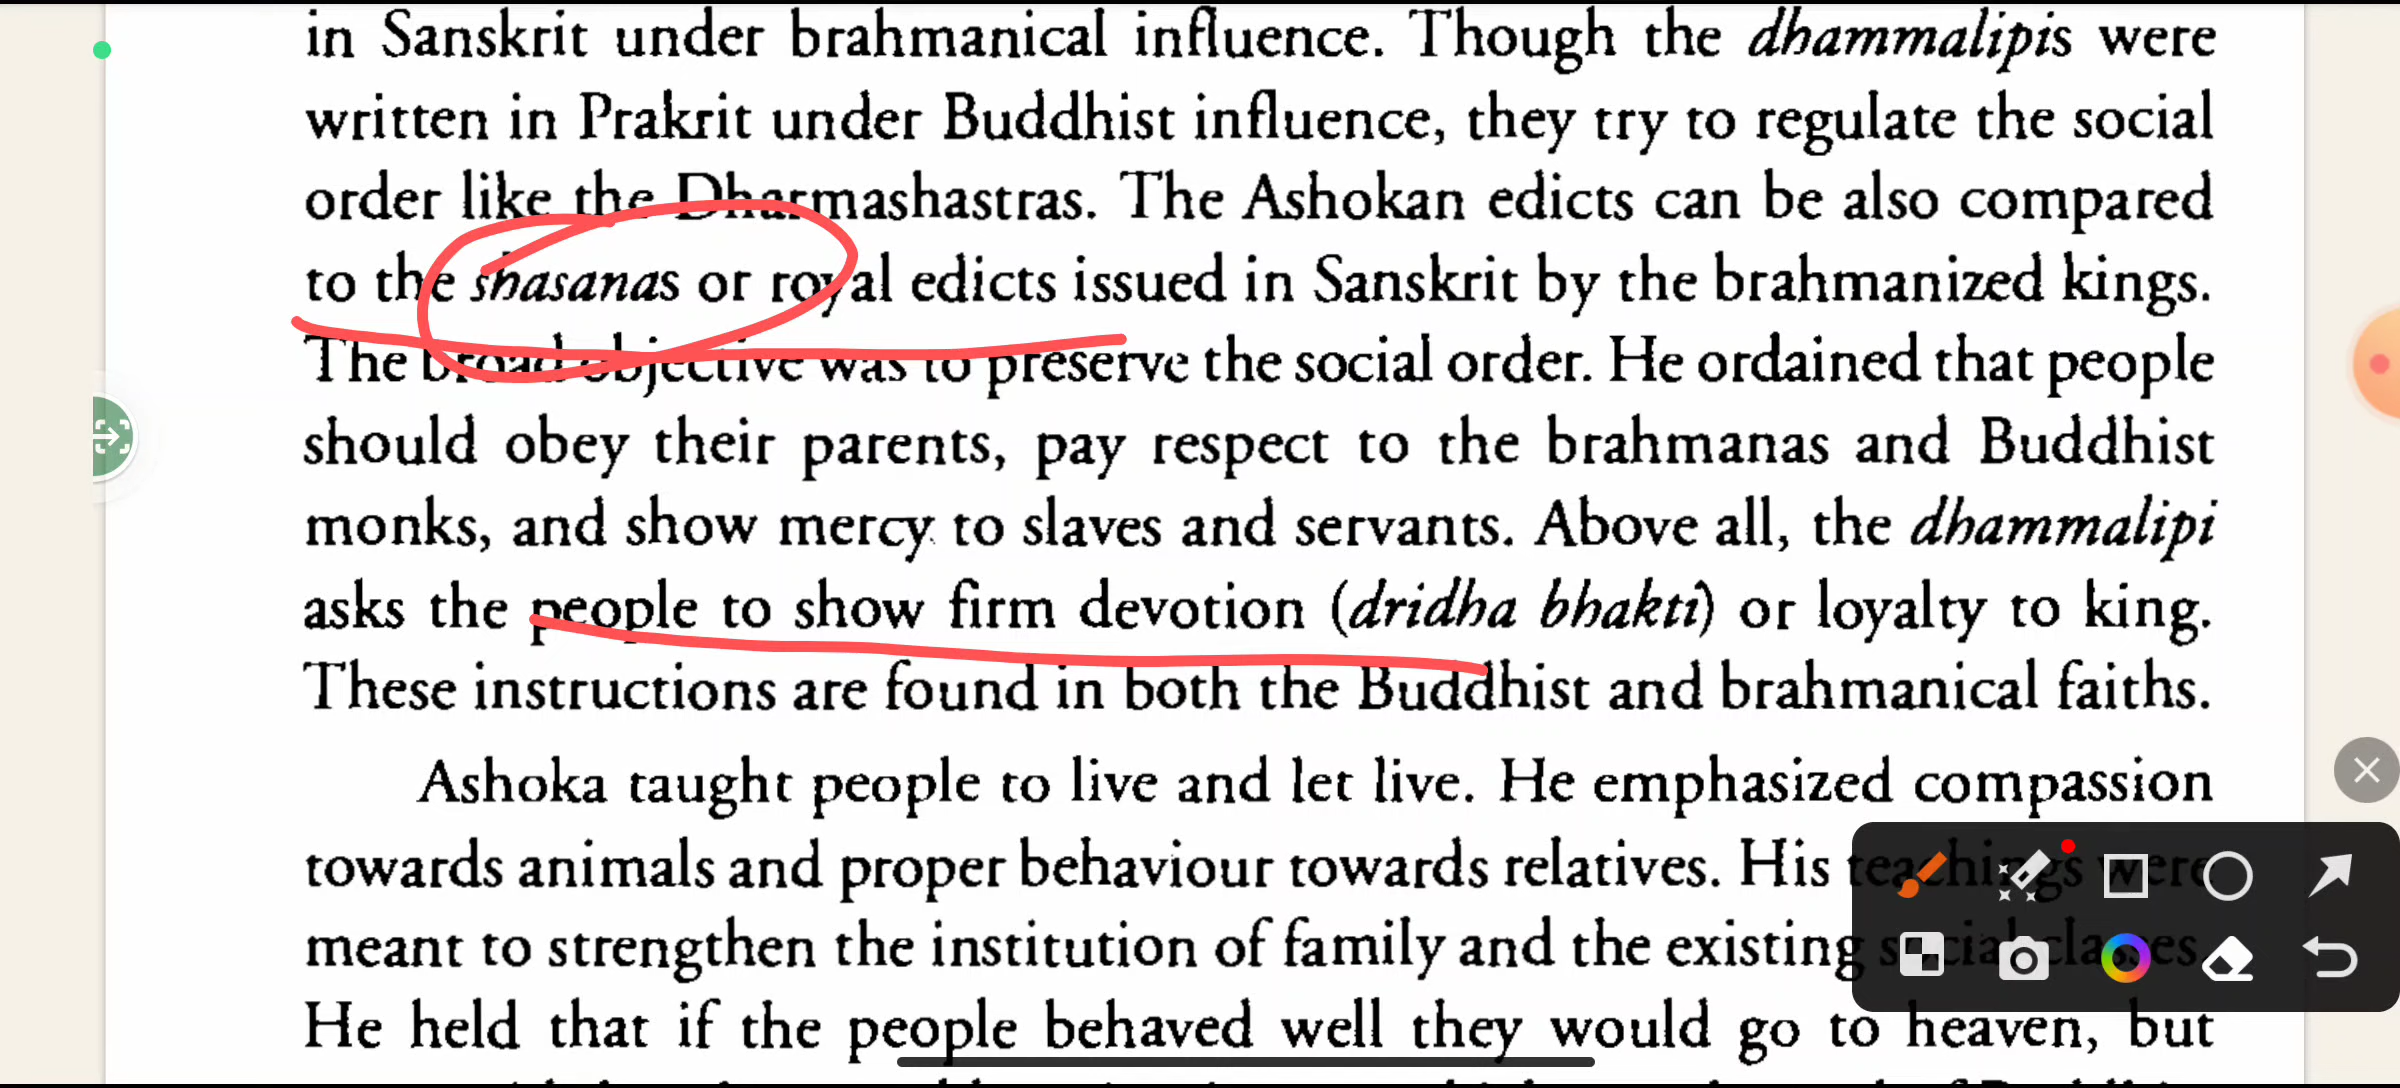 in Sanskrit under brahmanical influence. Though the dhammalipis were
written in Prakrit under Buddhist influence, they try to regulate the social
order like the Dharmashastras. The Ashokan edicts can be also compared
to the shasanas or royal edicts issued in Sanskrit by the brahmanized kings.
The broad objective was to preserve the social order. He ordained that people
should obey their parents, pay respect to the brahmanas and Buddhist
monks, and show mercy to slaves and servants. Above all, the dhammalipi
asks the people to show firm devotion (dridha bhakti) or loyalty to king.
These instructions are found in both the Buddhist and brahmanical faiths.
Ashoka taught people to live and let live. He emphasized compassion
towards animals and proper behaviour towards relatives. His teachings were
meant to strengthen the institution of family and the existing social classes.
He held that if the people behaved well they would go to heaven, but